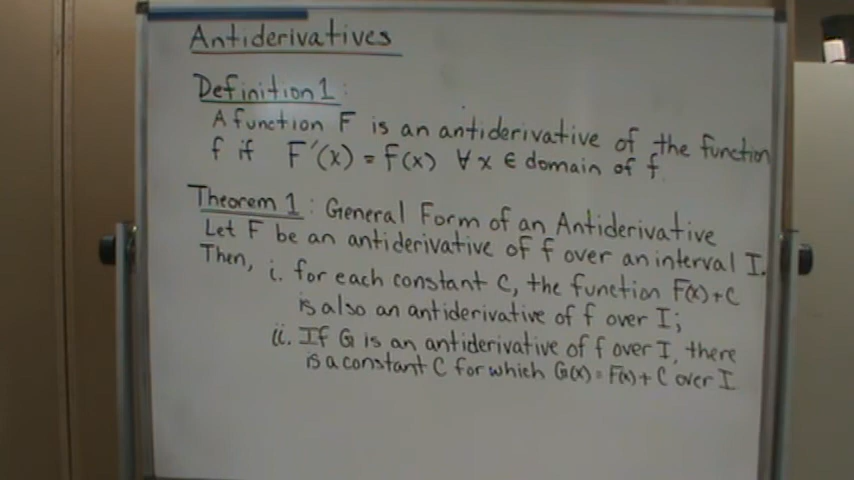 Antiderivatives
Definition 1:
A function F is an antiderivative of the function
f if F'(x) = f(x) ∀ x ∈ domain of f
Theorem 1: General Form of an Antiderivative
Let F be an antiderivative of f over an interval I.
Then, i. for each constant C, the function F(x)+C
is also an antiderivative of f over I;
ii. If G is an antiderivative of f over I, there
is a constant C for which G(x) = F(x) + C over I